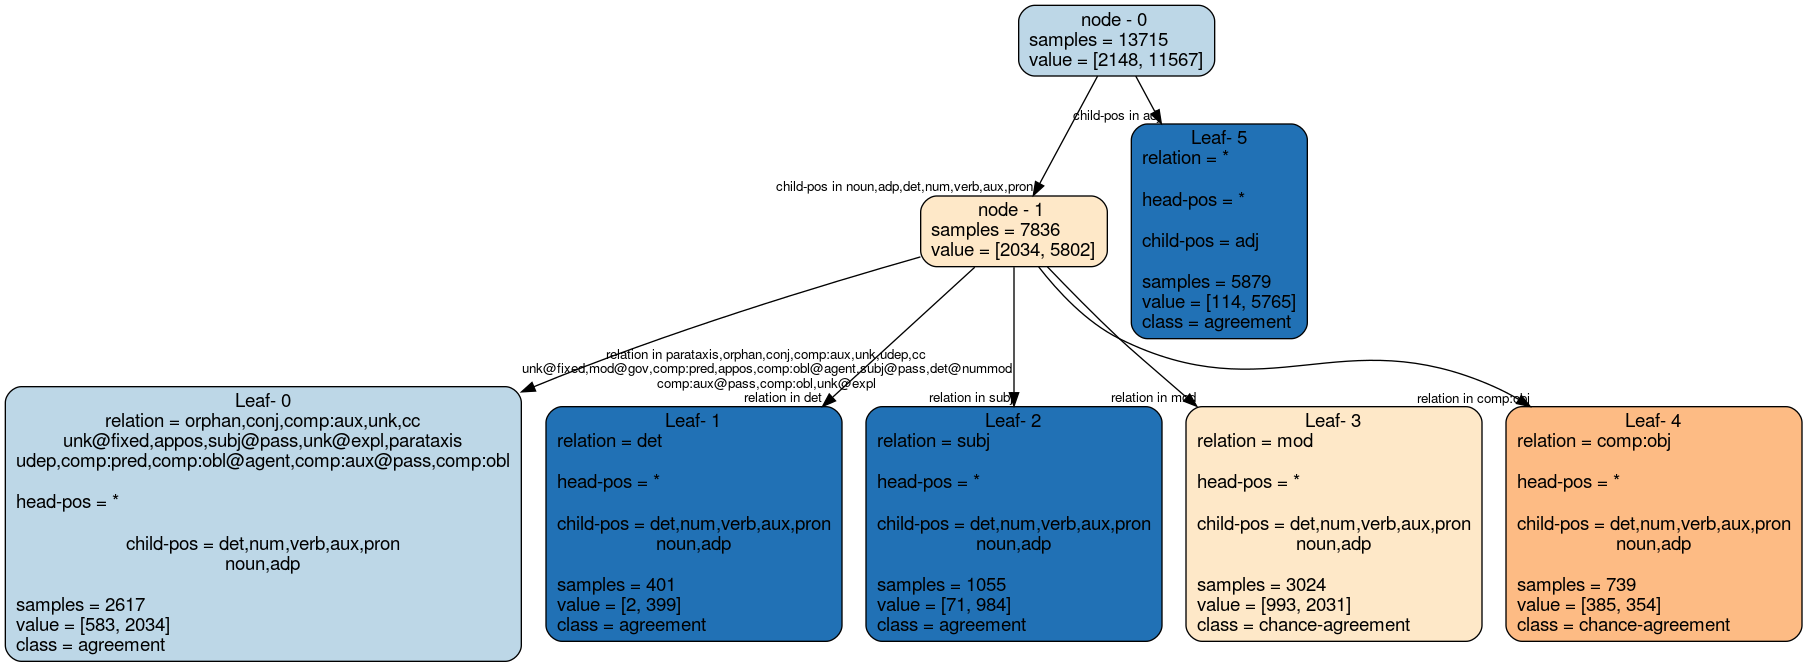 node - 0
samples = 13715
value = [2148, 11567]
child-pos in adj
Leaf- 5
relation = *
head-pos = *
child-pos = adj
samples = 5879
value = [114, 5765]
class = agreement
child-pos in noun,adp,det,num,verb,aux,pron
node - 1
samples = 7836
value = [2034, 5802]
relation in parataxis,orphan,conj,comp:aux,unk,udep,cc
unk@fixed,mod@gov,comp:pred,appos,comp:obl@agent,subj@pass,det@nummod
comp:aux@pass,comp:obl,unk@expl
relation in det
relation in subj
relation in mod
relation in comp:obj
Leaf- 0
relation = orphan,conj,comp:aux,unk,cc
unk@fixed,appos,subj@pass,unk@expl,parataxis
udep,comp:pred,comp:obl@agent,comp:aux@pass,comp:obl
head-pos = *
child-pos = det,num,verb,aux,pron
noun,adp
samples = 2617
value = [583, 2034]
class = agreement
Leaf- 1
relation = det
head-pos = *
child-pos = det,num,verb,aux,pron
noun,adp
samples = 401
value = [2, 399]
class = agreement
Leaf- 2
relation = subj
head-pos = *
child-pos = det,num,verb,aux,pron
noun,adp
samples = 1055
value = [71, 984]
class = agreement
Leaf- 3
relation = mod
head-pos = *
child-pos = det,num,verb,aux,pron
noun,adp
samples = 3024
value = [993, 2031]
class = chance-agreement
Leaf- 4
relation = comp:obj
head-pos = *
child-pos = det,num,verb,aux,pron
noun,adp
samples = 739
value = [385, 354]
class = chance-agreement